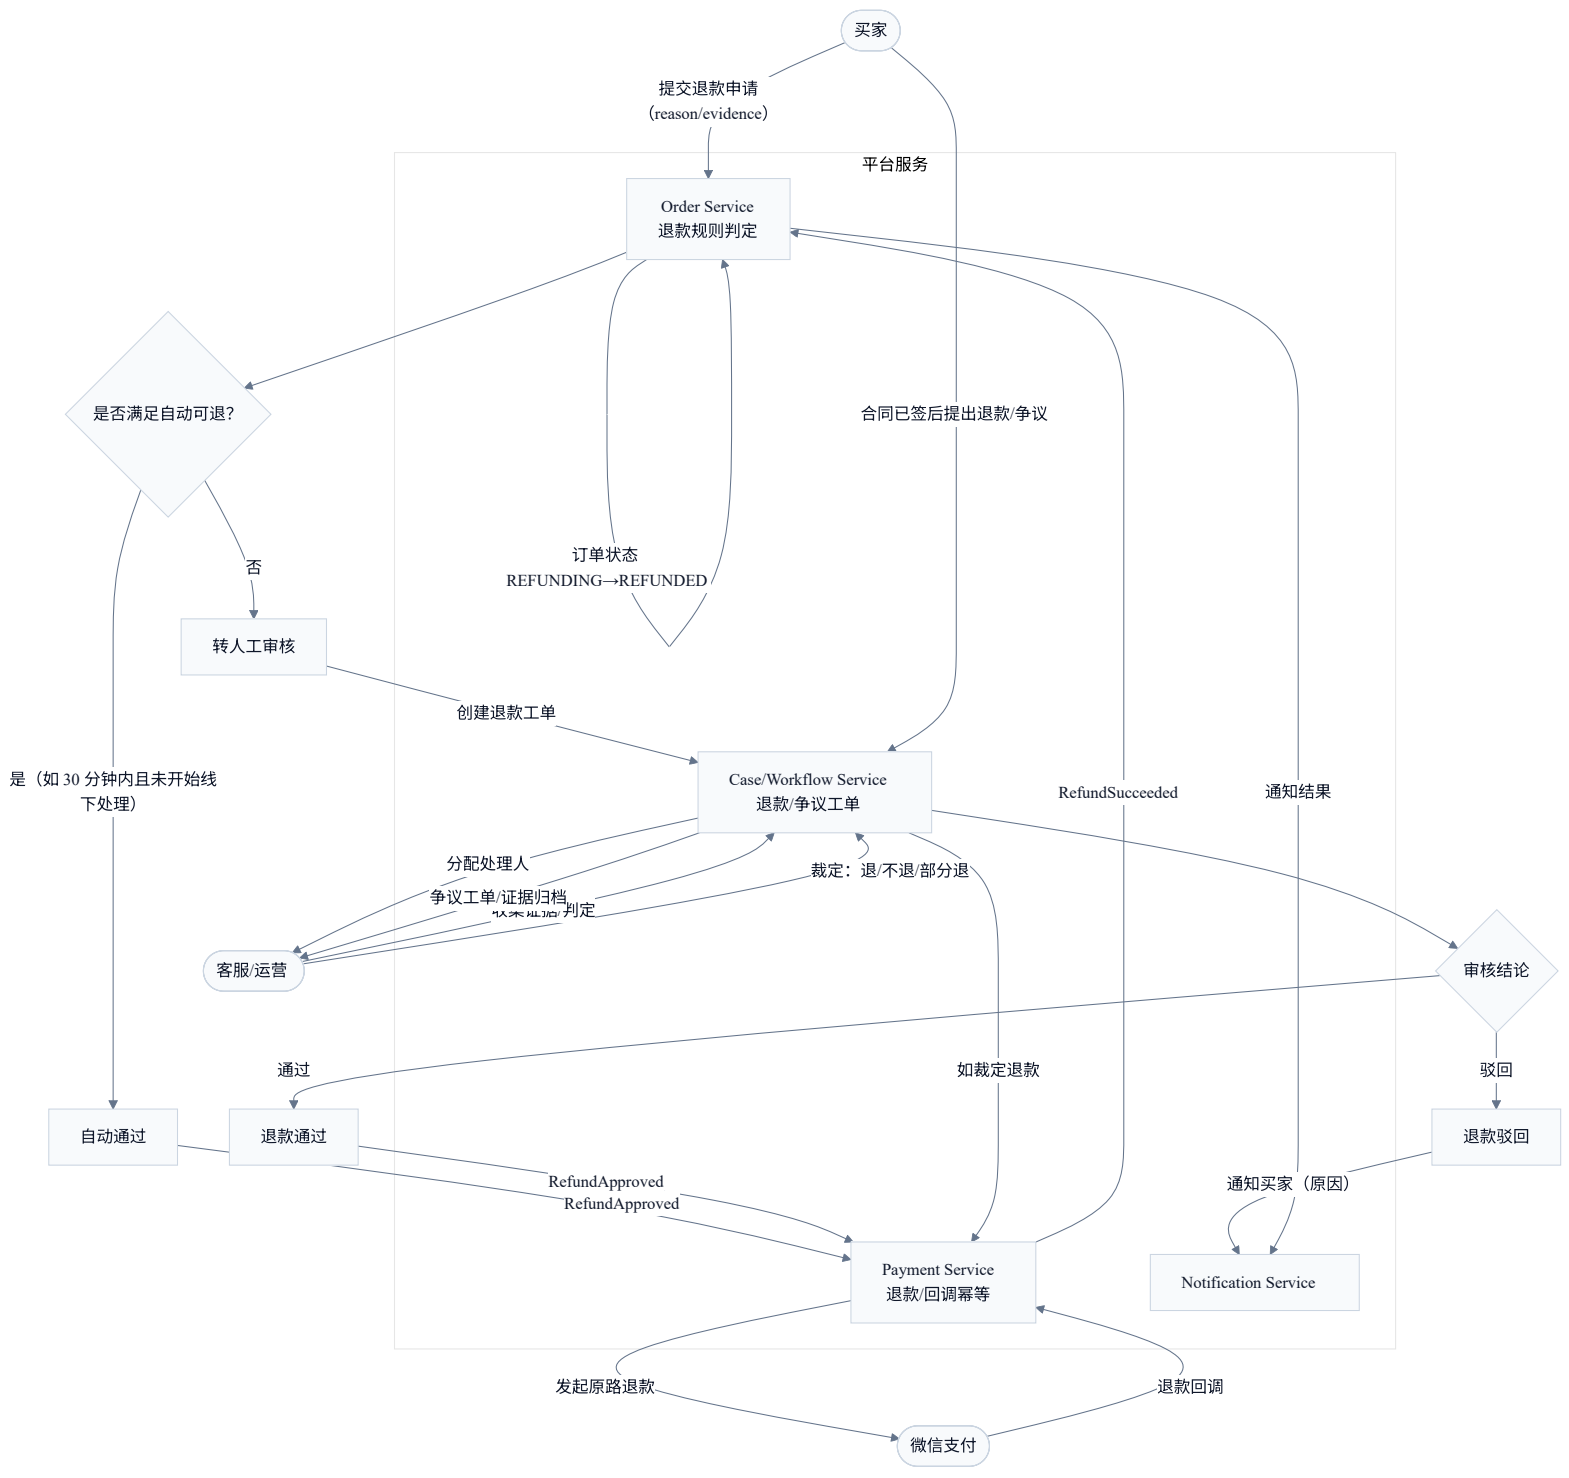 买家
提交退款申请
（reason/evidence）
平台服务
Order Service
退款规则判定
是否满足自动可退？
合同已签后提出退款/争议
订单状态
REFUNDING→REFUNDED
否
转人工审核
创建退款工单
是（如 30 分钟内且未开始线
下处理）
Case/Workflow Service
退款/争议工单
RefundSucceeded
通知结果
分配处理人
裁定：退/不退/部分退
争议工单/证据归档
收集证据/判定
客服/运营
审核结论
通过
如裁定退款
驳回
自动通过
退款通过
退款驳回
RefundApproved
通知买家（原因）
RefundApproved
Payment Service
退款/回调幂等
Notification Service
发起原路退款
退款回调
微信支付